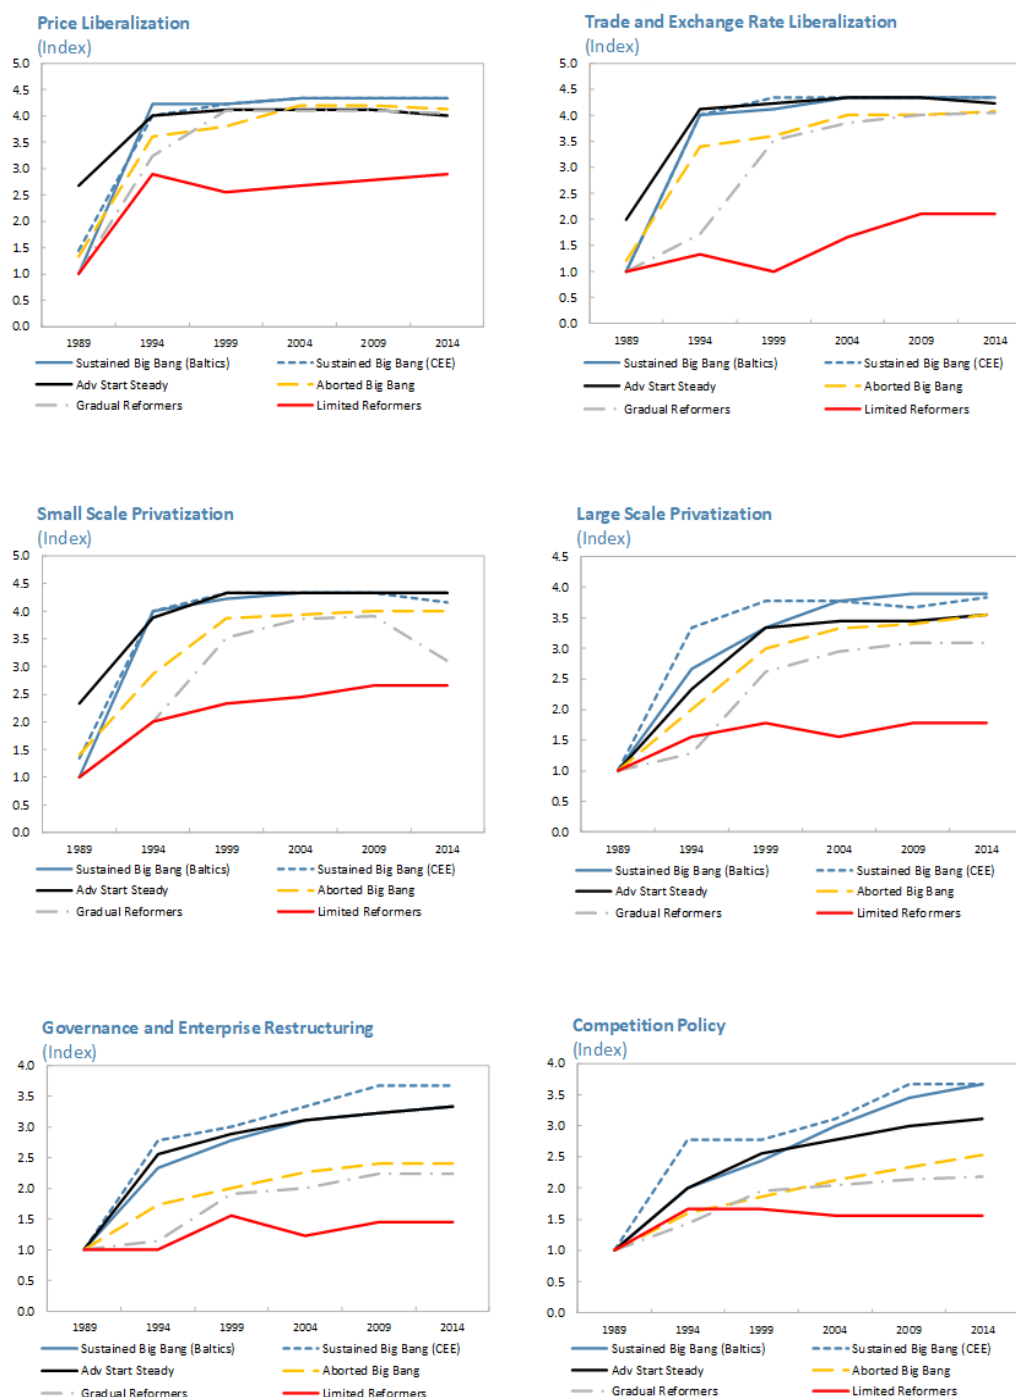 Price Liberalization
(Index)
5.0
4.5
4.0
3.5
3.0
2.5
2.0
1.5
1.0
0.5
0.0
1989 1994 1999 2004 2009 2014
Sustained Big Bang (Baltics) Sustained Big Bang (CEE)
Adv Start Steady Aborted Big Bang
Gradual Reformers Limited Reformers
Trade and Exchange Rate Liberalization
(Index)
5.0
4.5
4.0
3.5
3.0
2.5
2.0
1.5
1.0
0.5
0.0
1989 1994 1999 2004 2009 2014
Sustained Big Bang (Baltics) Sustained Big Bang (CEE)
Adv Start Steady Aborted Big Bang
Gradual Reformers Limited Reformers
Small Scale Privatization
(Index)
5.0
4.5
4.0
3.5
3.0
2.5
2.0
1.5
1.0
0.5
0.0
1989 1994 1999 2004 2009 2014
Sustained Big Bang (Baltics) Sustained Big Bang (CEE)
Adv Start Steady Aborted Big Bang
Gradual Reformers Limited Reformers
Large Scale Privatization
(Index)
4.5
4.0
3.5
3.0
2.5
2.0
1.5
1.0
0.5
0.0
1989 1994 1999 2004 2009 2014
Sustained Big Bang (Baltics) Sustained Big Bang (CEE)
Adv Start Steady Aborted Big Bang
Gradual Reformers Limited Reformers
Governance and Enterprise Restructuring
(Index)
4.0
3.5
3.0
2.5
2.0
1.5
1.0
0.5
0.0
1989 1994 1999 2004 2009 2014
Sustained Big Bang (Baltics) Sustained Big Bang (CEE)
Adv Start Steady Aborted Big Bang
Gradual Reformers Limited Reformers
Competition Policy
(Index)
4.0
3.5
3.0
2.5
2.0
1.5
1.0
0.5
0.0
1989 1994 1999 2004 2009 2014
Sustained Big Bang (Baltics) Sustained Big Bang (CEE)
Adv Start Steady Aborted Big Bang
Gradual Reformers Limited Reformers